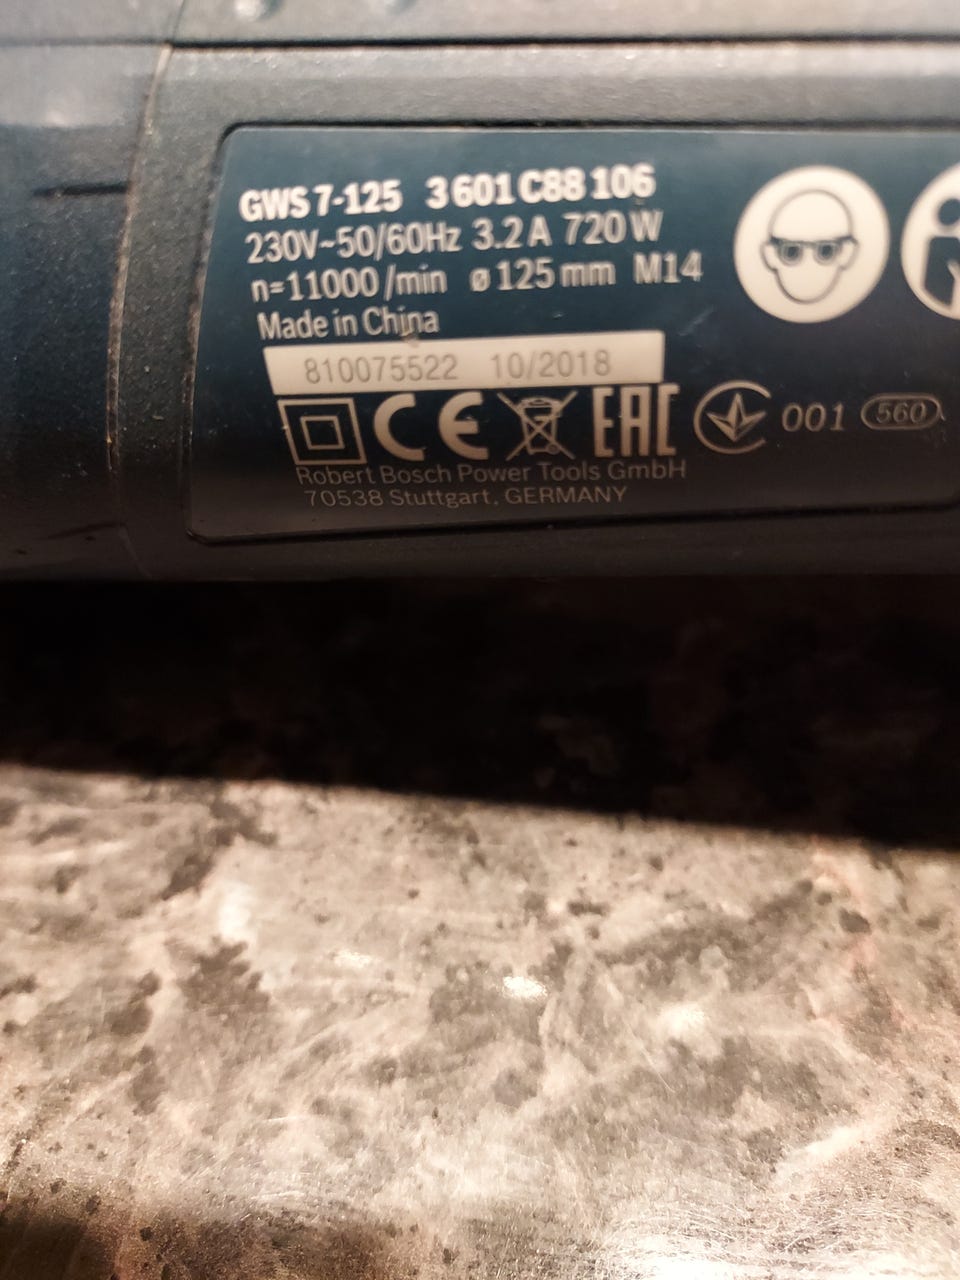 GWS 7-125 3 601 C88 106
230V~50/60Hz 3.2 A 720 W
n=11000/min ø 125 mm M14
Made in China
810075522 10/2018
CE EAC 001 560
Robert Bosch Power Tools GmbH
70538 Stuttgart, GERMANY